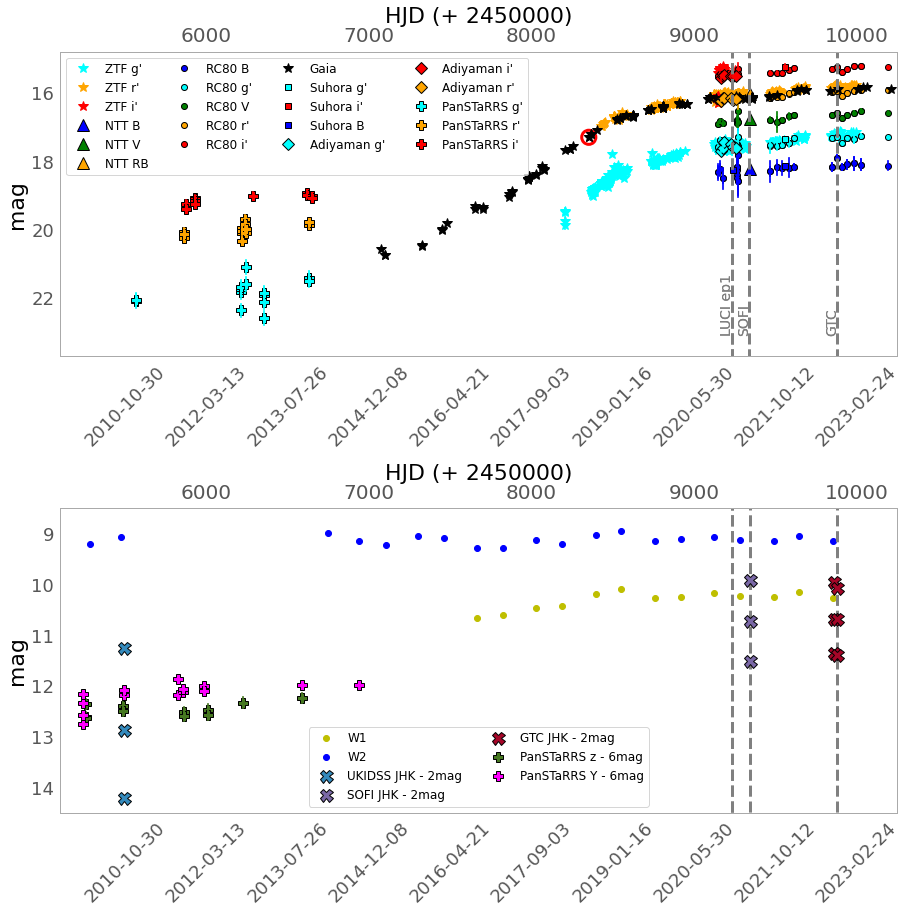 HJD (+ 2450000)
6000 7000 8000 9000 10000
ZTF g' RC80 B Gaia Adiyaman i'
ZTF r' RC80 g' Suhora g' Adiyaman r'
ZTF i' RC80 V Suhora i' PanSTaRRS g'
NTT B RC80 r' Suhora B PanSTaRRS r'
NTT V RC80 i' Adiyaman g' PanSTaRRS i'
NTT RB
16
18
20
22
mag
LUCI ep1
SOFI
GTC
2010-10-30 2012-03-13 2013-07-26 2014-12-08 2016-04-21 2017-09-03 2019-01-16 2020-05-30 2021-10-12 2023-02-24
HJD (+ 2450000)
6000 7000 8000 9000 10000
9
10
11
12
13
14
mag
W1 GTC JHK - 2mag
W2 PanSTaRRS z - 6mag
UKIDSS JHK - 2mag PanSTaRRS Y - 6mag
SOFI JHK - 2mag
2010-10-30 2012-03-13 2013-07-26 2014-12-08 2016-04-21 2017-09-03 2019-01-16 2020-05-30 2021-10-12 2023-02-24